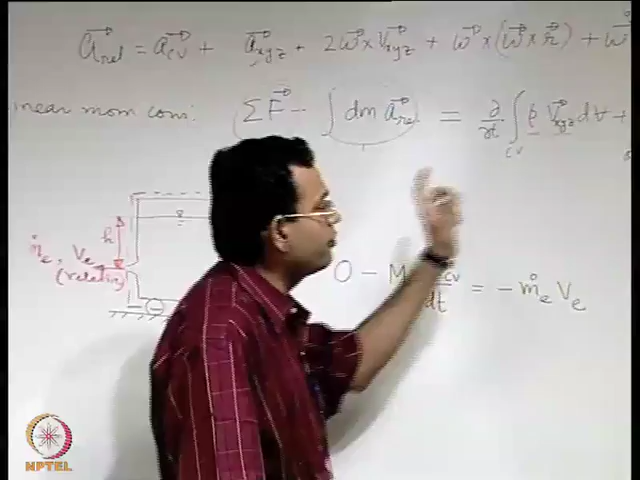 a⃗rel = a⃗cv + a⃗xyz + 2ω⃗ × V⃗xyz + ω⃗ × (ω⃗ × r⃗) + ω⃗
inear mom cons: ΣF⃗ − ∫ dm a⃗rel = ∂/∂t ∫cv ρ V⃗xyz d∀ +
h
ṁe, Ve
(relative)
0 − M cv/dt = − ṁe Ve
NPTEL